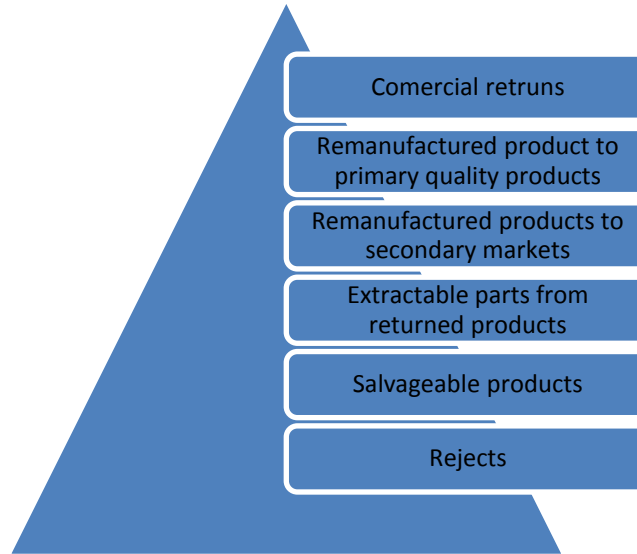 Comercial retruns
Remanufactured product to
primary quality products
Remanufactured products to
secondary markets
Extractable parts from
returned products
Salvageable products
Rejects